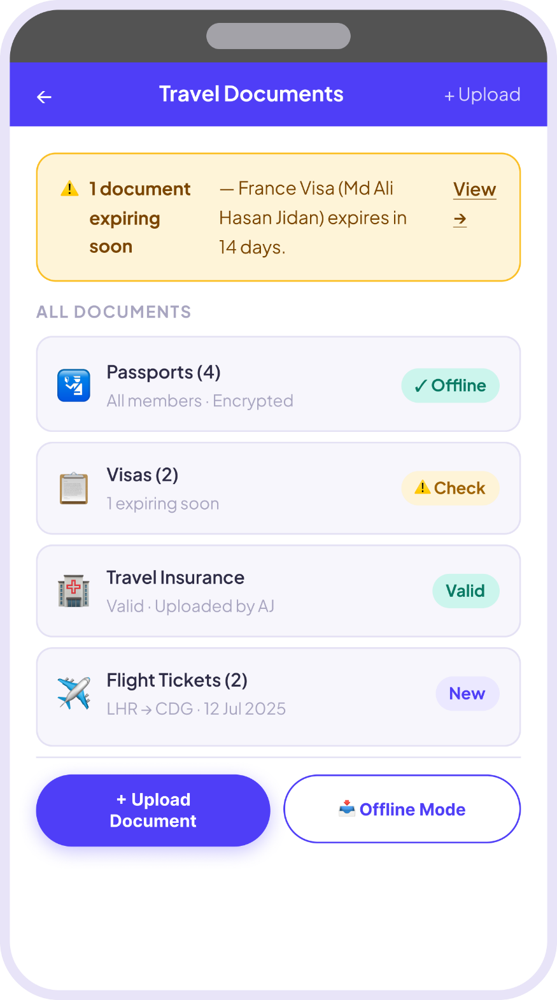 ← Travel Documents + Upload
⚠️ 1 document expiring soon — France Visa (Md Ali Hasan Jidan) expires in 14 days. View →
ALL DOCUMENTS
Passports (4)
All members · Encrypted
✓ Offline
Visas (2)
1 expiring soon
⚠️ Check
Travel Insurance
Valid · Uploaded by AJ
Valid
Flight Tickets (2)
LHR → CDG · 12 Jul 2025
New
+ Upload
Document
📥 Offline Mode